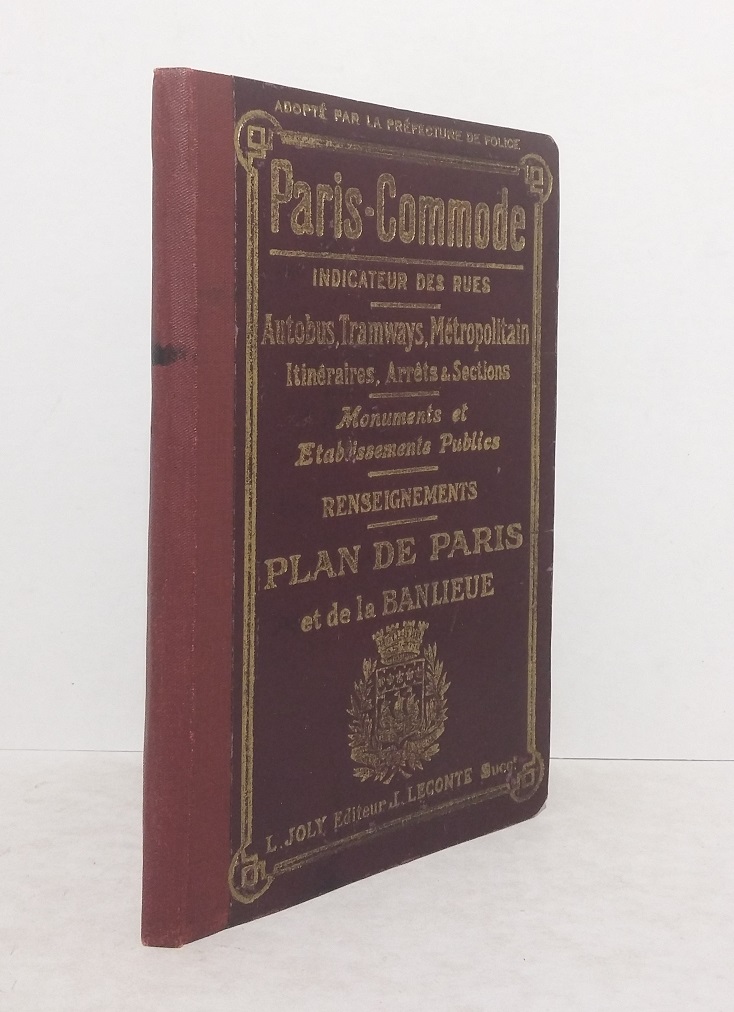 ADOPTÉ PAR LA PRÉFECTURE DE POLICE
Paris-Commode
INDICATEUR DES RUES
Autobus, Tramways, Métropolitain
Itinéraires, Arrêts & Sections
Monuments et
Etablissements Publics
RENSEIGNEMENTS
PLAN DE PARIS
et de la BANLIEUE
L. JOLY, Editeur J. LECONTE Succr